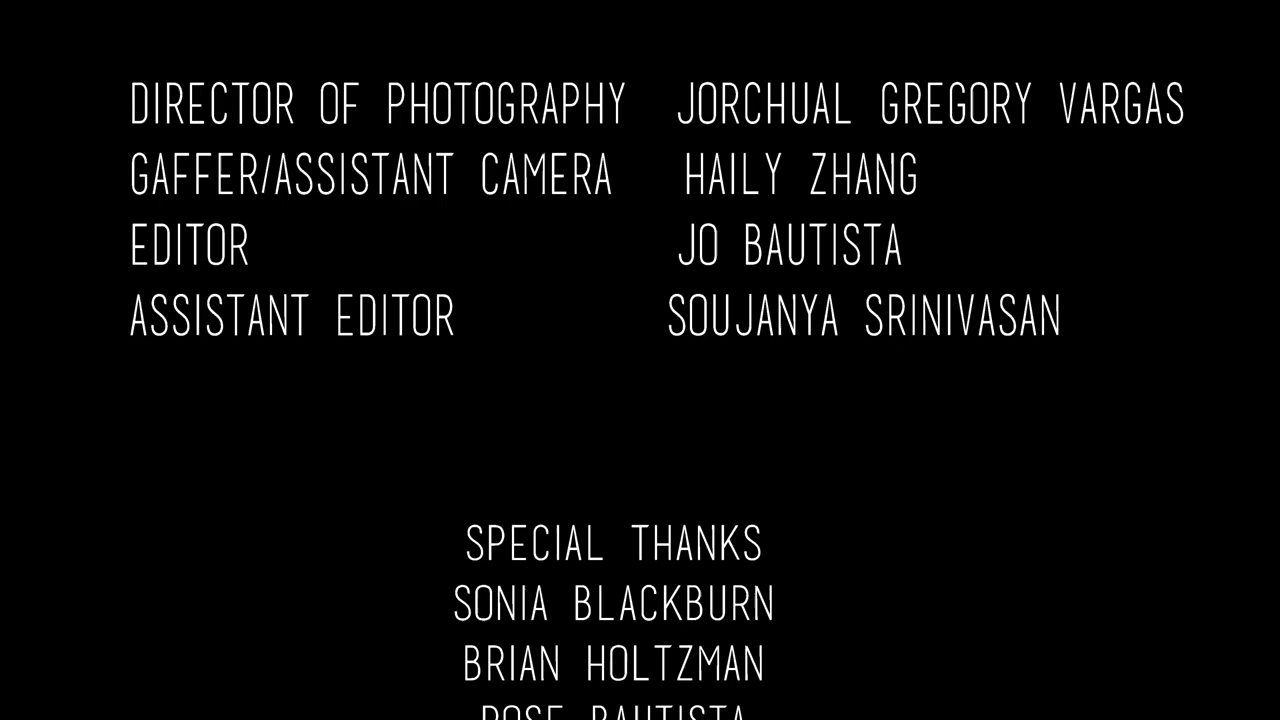 DIRECTOR OF PHOTOGRAPHY JORCHUAL GREGORY VARGAS
GAFFER/ASSISTANT CAMERA HAILY ZHANG
EDITOR JO BAUTISTA
ASSISTANT EDITOR SOUJANYA SRINIVASAN
SPECIAL THANKS
SONIA BLACKBURN
BRIAN HOLTZMAN
BAUTISTA